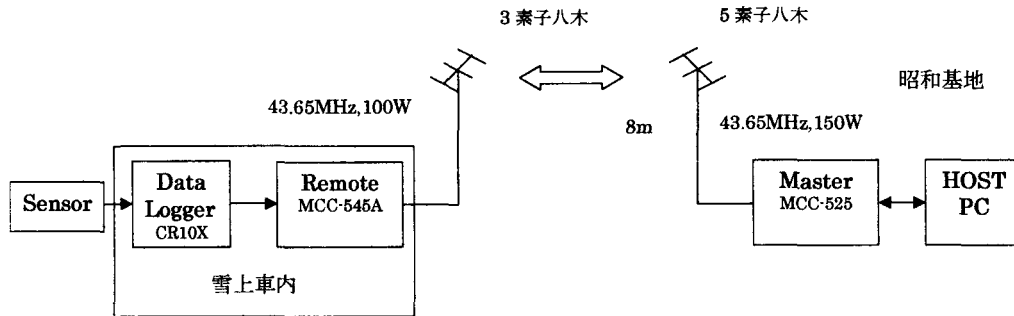 3 素子八木
5 素子八木
昭和基地
43.65MHz,100W
8m
43.65MHz,150W
Sensor
Data
Logger
CR10X
Remote
MCC-545A
Master
MCC-525
HOST
PC
雪上車内